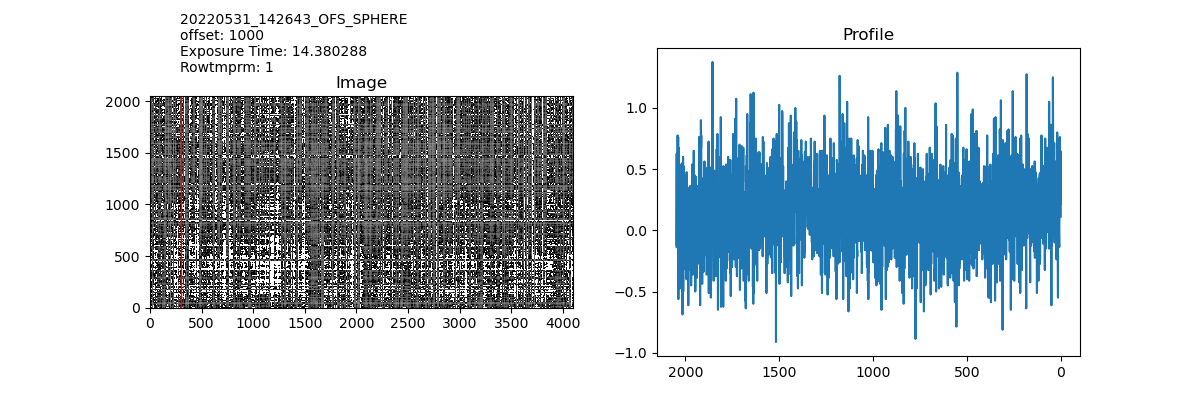 20220531_142643_OFS_SPHERE
offset: 1000
Exposure Time: 14.380288
Rowtmprm: 1
Image
2000
1500
1000
500
0
0 500 1000 1500 2000 2500 3000 3500 4000
Profile
1.0
0.5
0.0
−0.5
−1.0
2000 1500 1000 500 0